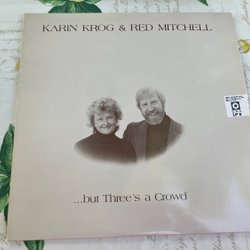 KARIN KROG & RED MITCHELL
...but Three's a Crowd